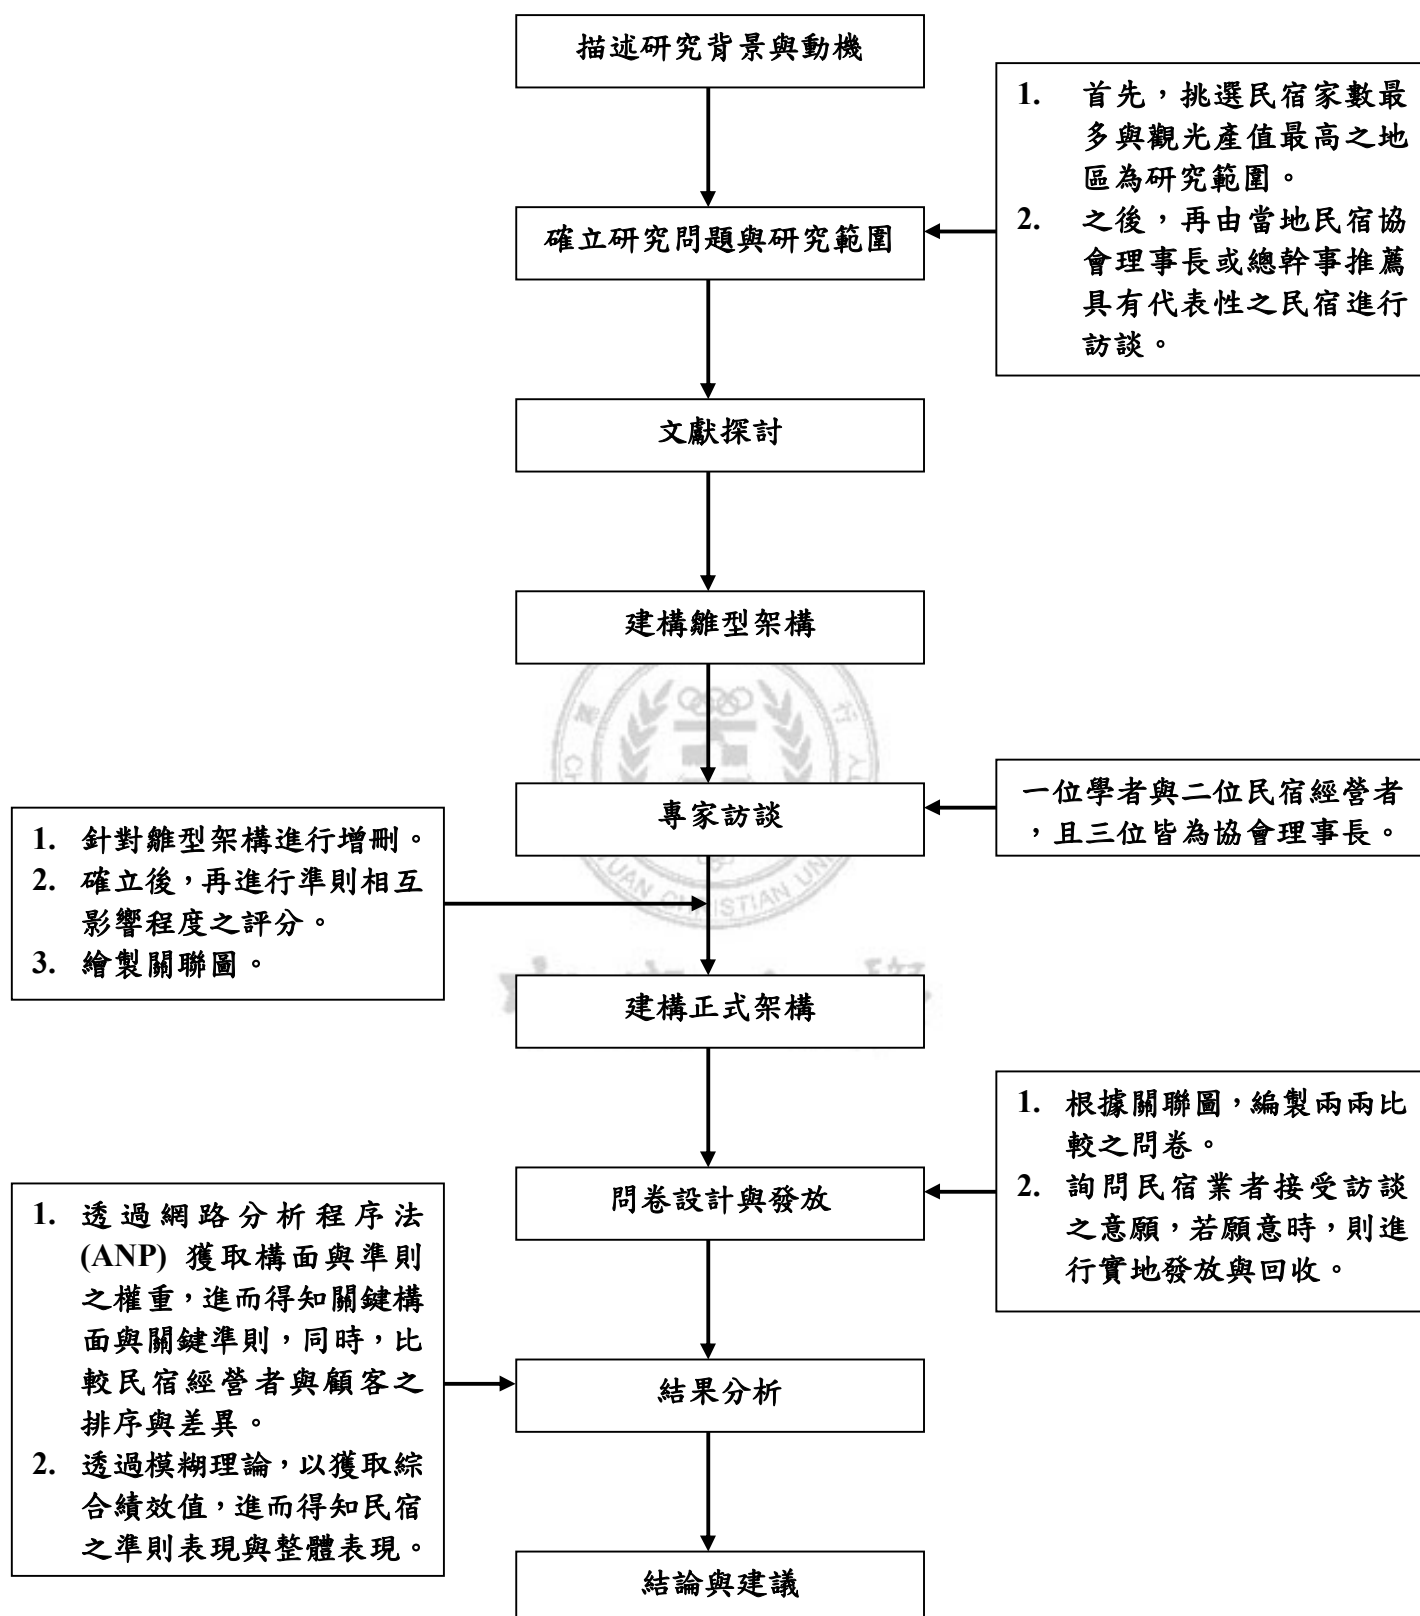 描述研究背景與動機
1. 首先，挑選民宿家數最
多與觀光產值最高之地
區為研究範圍。
2. 之後，再由當地民宿協
會理事長或總幹事推薦
具有代表性之民宿進行
訪談。
確立研究問題與研究範圍
文獻探討
建構雛型架構
專家訪談
一位學者與二位民宿經營者
，且三位皆為協會理事長。
1. 針對雛型架構進行增刪。
2. 確立後，再進行準則相互
影響程度之評分。
3. 繪製關聯圖。
建構正式架構
1. 根據關聯圖，編製兩兩比
較之問卷。
2. 詢問民宿業者接受訪談
之意願，若願意時，則進
行實地發放與回收。
問卷設計與發放
1. 透過網路分析程序法
(ANP) 獲取構面與準則
之權重，進而得知關鍵構
面與關鍵準則，同時，比
較民宿經營者與顧客之
排序與差異。
2. 透過模糊理論，以獲取綜
合績效值，進而得知民宿
之準則表現與整體表現。
結果分析
結論與建議